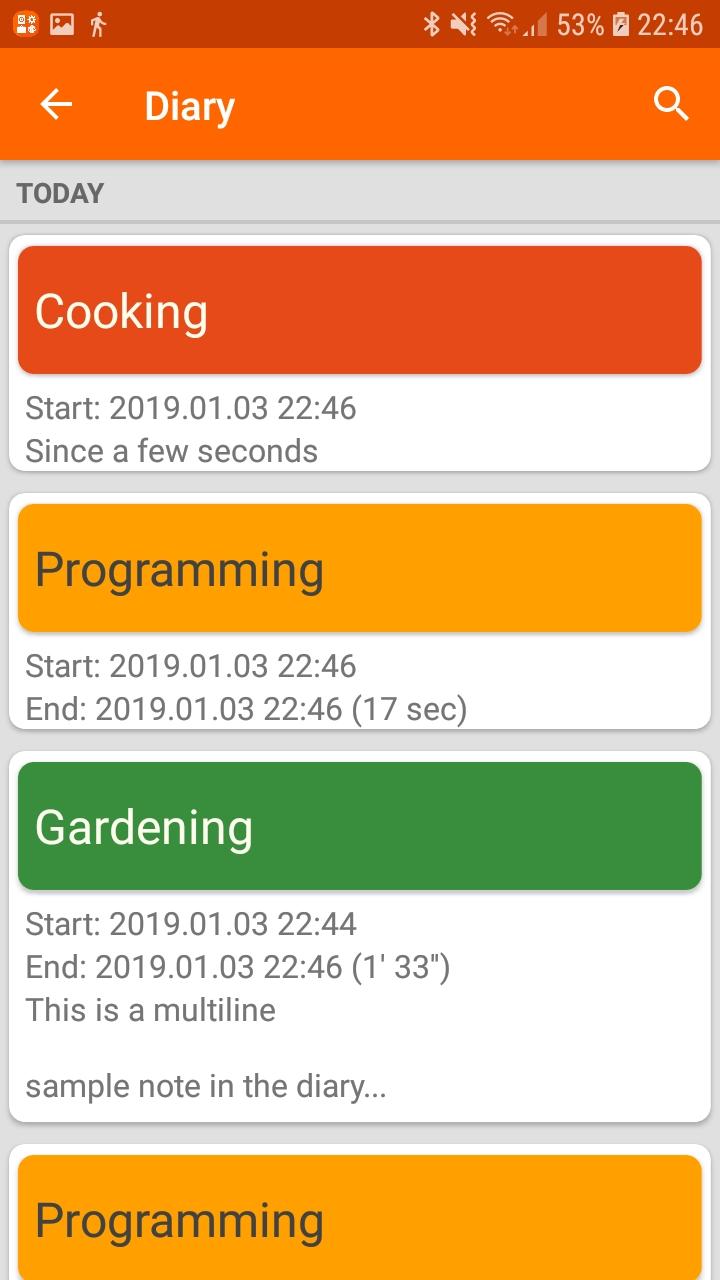 53% 22:46
Diary
TODAY
Cooking
Start: 2019.01.03 22:46
Since a few seconds
Programming
Start: 2019.01.03 22:46
End: 2019.01.03 22:46 (17 sec)
Gardening
Start: 2019.01.03 22:44
End: 2019.01.03 22:46 (1' 33")
This is a multiline
sample note in the diary...
Programming